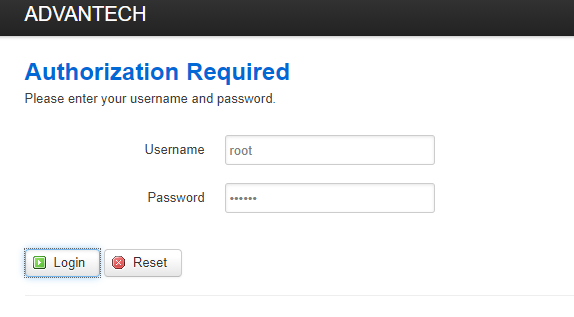 ADVANTECH
Authorization Required
Please enter your username and password.
Username root
Password ••••••
Login Reset